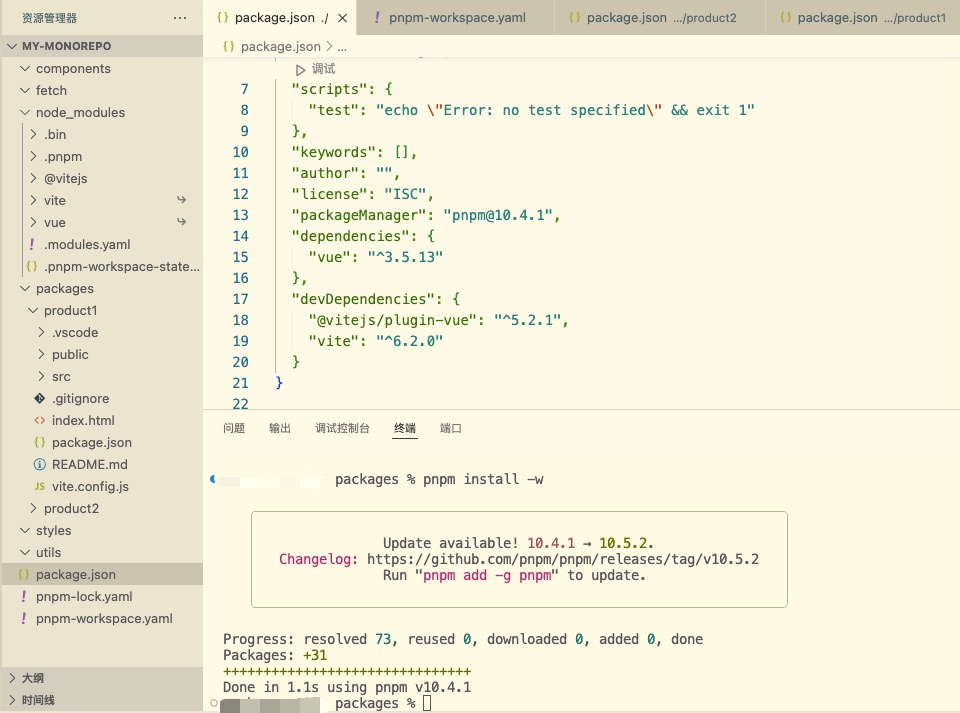 资源管理器 ···
MY-MONOREPO
components
fetch
node_modules
.bin
.pnpm
@vitejs
vite
vue
.modules.yaml
.pnpm-workspace-state...
packages
product1
.vscode
public
src
.gitignore
index.html
package.json
README.md
vite.config.js
product2
styles
utils
package.json
pnpm-lock.yaml
pnpm-workspace.yaml
大纲
时间线
package.json ./ pnpm-workspace.yaml package.json .../product2 package.json .../product1
package.json > ...
调试
7 "scripts": {
8 "test": "echo \"Error: no test specified\" && exit 1"
9 },
10 "keywords": [],
11 "author": "",
12 "license": "ISC",
13 "packageManager": "pnpm@10.4.1",
14 "dependencies": {
15 "vue": "^3.5.13"
16 },
17 "devDependencies": {
18 "@vitejs/plugin-vue": "^5.2.1",
19 "vite": "^6.2.0"
20 }
21 }
22
问题 输出 调试控制台 终端 端口
packages % pnpm install -w
Update available! 10.4.1 → 10.5.2.
Changelog: https://github.com/pnpm/pnpm/releases/tag/v10.5.2
Run "pnpm add -g pnpm" to update.
Progress: resolved 73, reused 0, downloaded 0, added 0, done
Packages: +31
+++++++++++++++++++++++++++++++
Done in 1.1s using pnpm v10.4.1
packages %